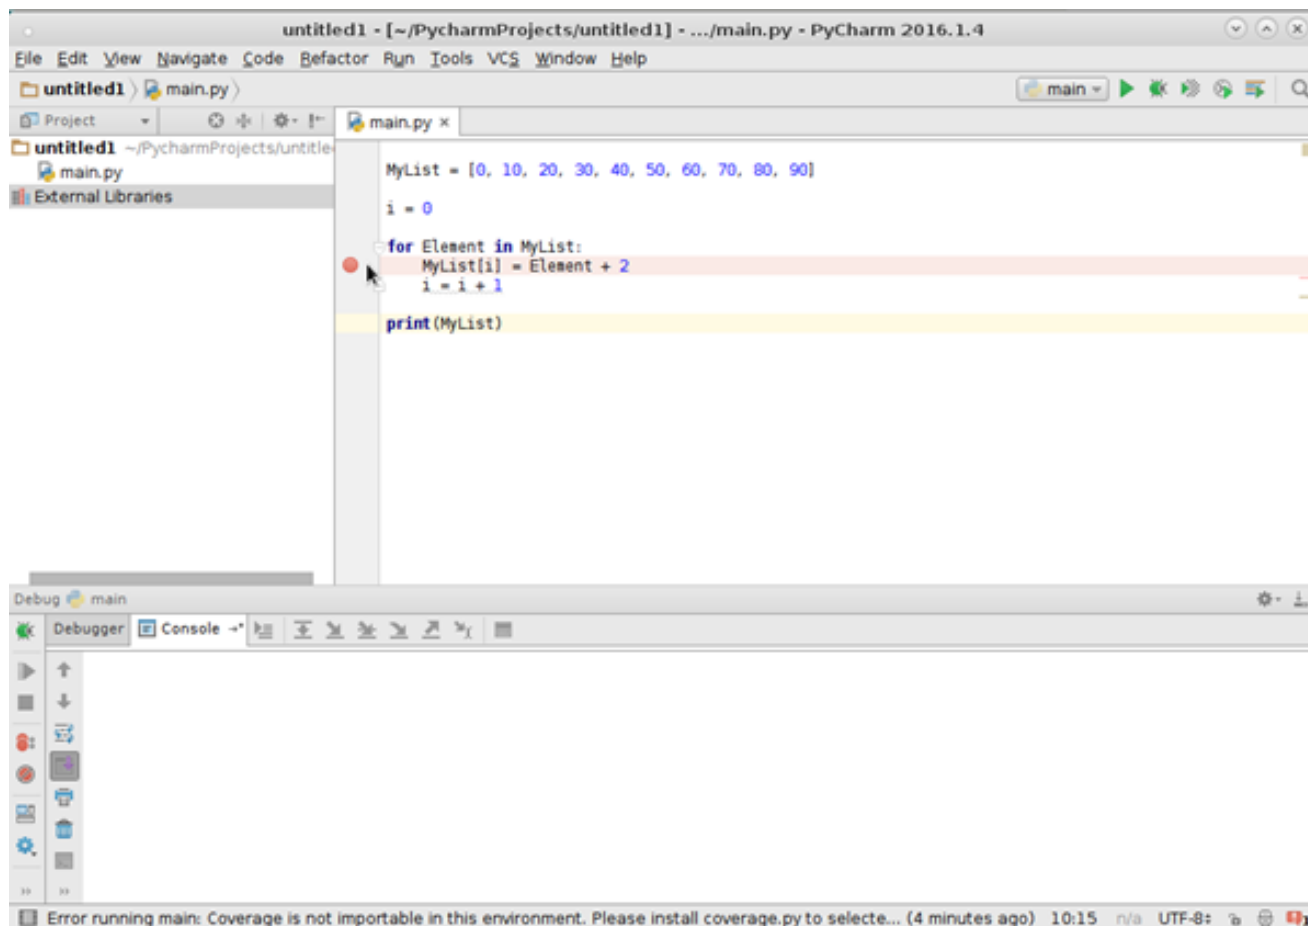 untitled1 - [~/PycharmProjects/untitled1] - .../main.py - PyCharm 2016.1.4
File Edit View Navigate Code Refactor Run Tools VCS Window Help
untitled1 main.py main
Project main.py ×
untitled1 ~/PycharmProjects/untitle
main.py
External Libraries
MyList = [0, 10, 20, 30, 40, 50, 60, 70, 80, 90]
i = 0
for Element in MyList:
MyList[i] = Element + 2
i = i + 1
print(MyList)
Debug main
Debugger Console
Error running main: Coverage is not importable in this environment. Please install coverage.py to selecte... (4 minutes ago) 10:15 n/a UTF-8